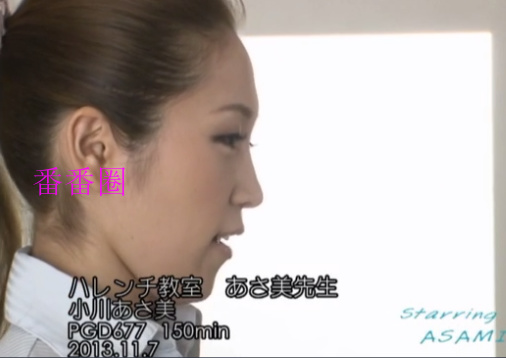 番番圈
ハレンチ教室　あさ美先生
小川あさ美
PGD677　150min
2013.11.7
Starring
ASAMI